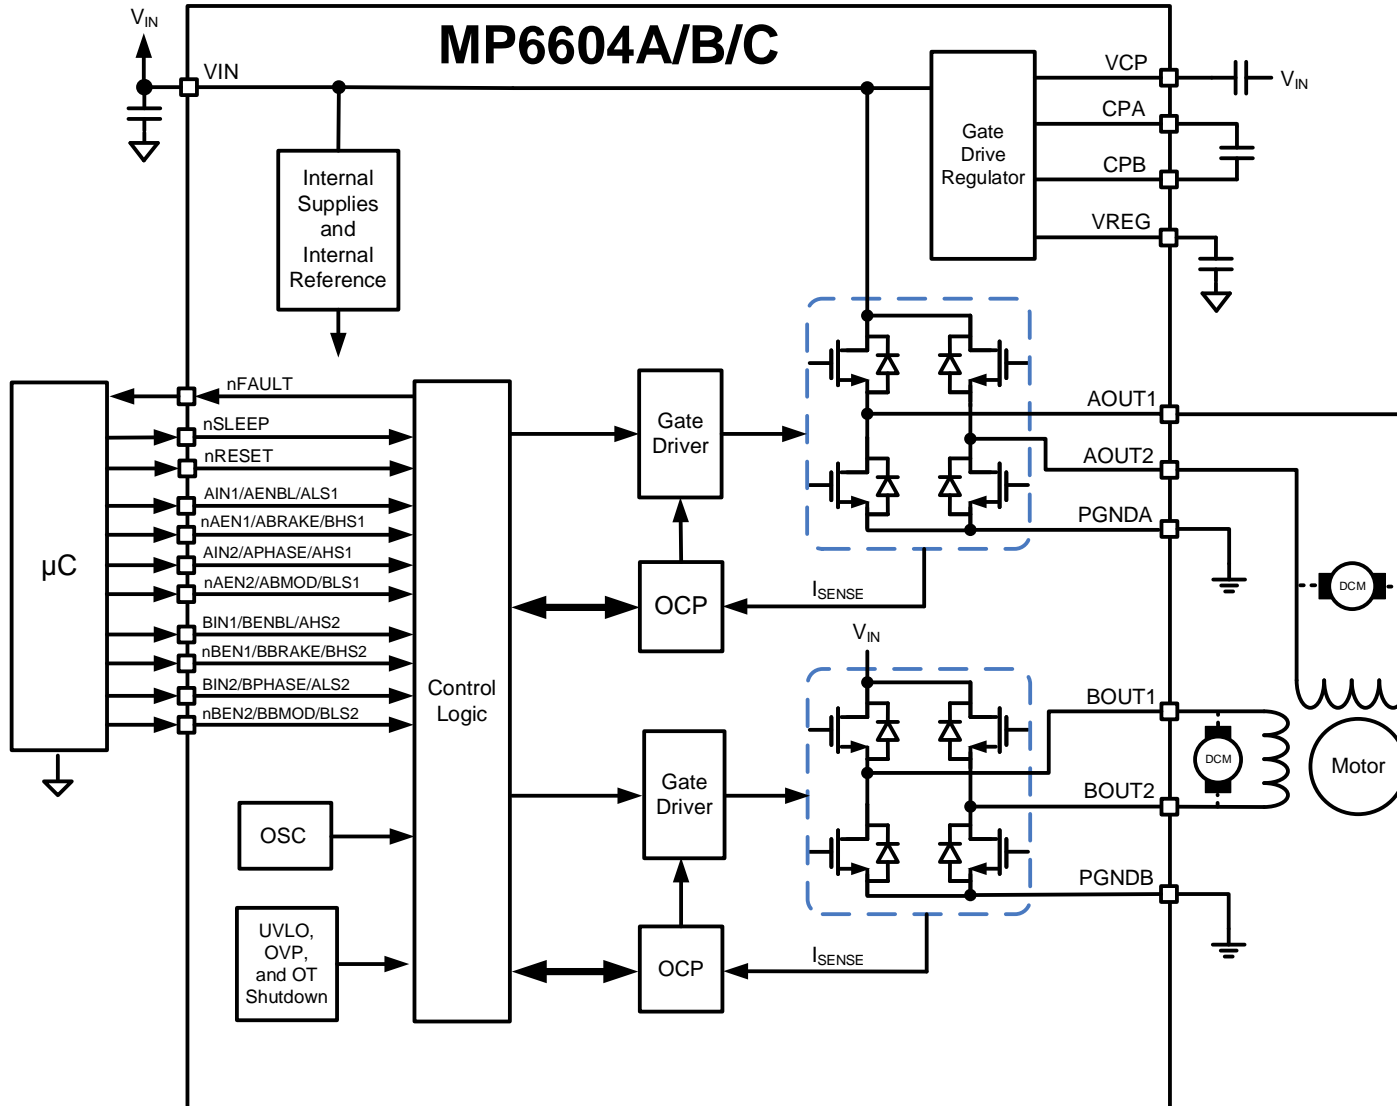 MP6604A/B/C
VIN
VIN
VCP
VIN
CPA
CPB
VREG
Gate
Drive
Regulator
Internal
Supplies
and
Internal
Reference
µC
nFAULT
nSLEEP
nRESET
AIN1/AENBL/ALS1
nAEN1/ABRAKE/BHS1
AIN2/APHASE/AHS1
nAEN2/ABMOD/BLS1
BIN1/BENBL/AHS2
nBEN1/BBRAKE/BHS2
BIN2/BPHASE/ALS2
nBEN2/BBMOD/BLS2
Control
Logic
Gate
Driver
OCP
ISENSE
AOUT1
AOUT2
PGNDA
DCM
VIN
Gate
Driver
OCP
ISENSE
BOUT1
BOUT2
PGNDB
DCM
Motor
OSC
UVLO,
OVP,
and OT
Shutdown